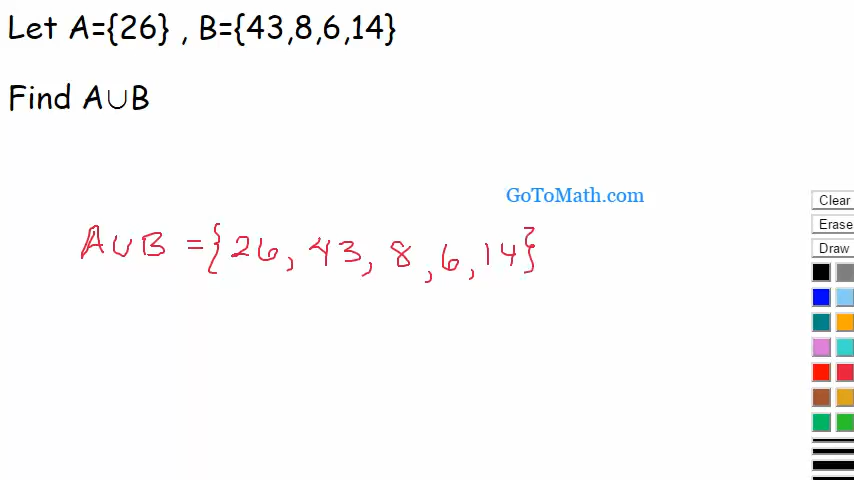 Let A={26} , B={43,8,6,14}
Find A∪B
GoToMath.com
A∪B ={26, 43, 8, 6, 14}
Clear
Erase
Draw